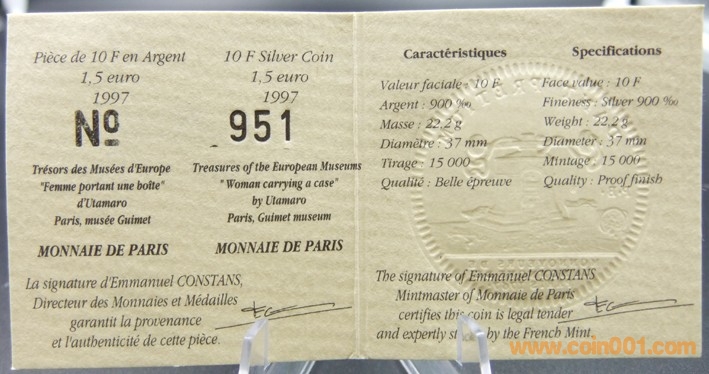 Pièce de 10 F en Argent
1,5 euro
1997
Nº
Trésors des Musées d'Europe
"Femme portant une boîte"
d'Utamaro
Paris, musée Guimet
MONNAIE DE PARIS
La signature d'Emmanuel CONSTANS,
Directeur des Monnaies et Médailles
garantit la provenance
et l'authenticité de cette pièce.
10 F Silver Coin
1,5 euro
1997
951
Treasures of the European Museums
"Woman carrying a case"
by Utamaro
Paris, Guimet museum
MONNAIE DE PARIS
Caractéristiques
Valeur faciale : 10 F
Argent : 900 ‰
Masse : 22,2 g
Diamètre : 37 mm
Tirage : 15 000
Qualité : Belle épreuve
Specifications
Face value : 10 F
Fineness : Silver 900 ‰
Weight : 22,2 g
Diameter : 37 mm
Mintage : 15 000
Quality : Proof finish
The signature of Emmanuel CONSTANS
Mintmaster of Monnaie de Paris
certifies this coin is legal tender
and expertly by the French Mint.
www.coin001.com